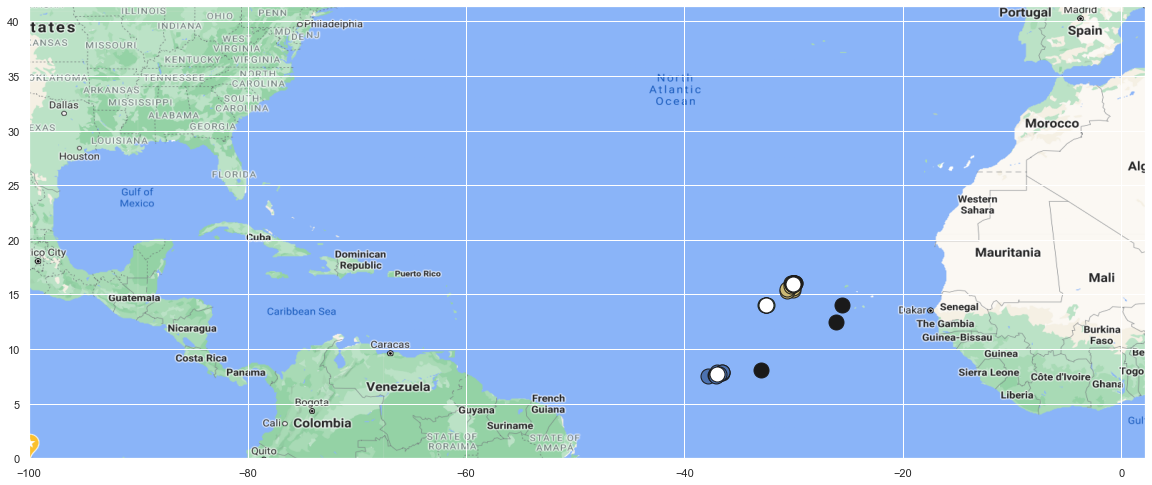 40
35
30
25
20
15
10
5
0
−100
−80
−60
−40
−20
0
tates
ILLINOIS
OHIO
PENN
INDIANA
Philadelphia
MD
DE
NJ
KANSAS
MISSOURI
WEST
VIRGINIA
KENTUCKY
VIRGINIA
OKLAHOMA
TENNESSEE
NORTH
CAROLINA
ARKANSAS
MISSISSIPPI
SOUTH
CAROLINA
Dallas
ALABAMA
GEORGIA
EXAS
LOUISIANA
Houston
FLORIDA
Gulf of
Mexico
Cuba
ico City
Dominican
Republic
Puerto Rico
Guatemala
Caribbean Sea
Nicaragua
Costa Rica
Panama
Caracas
Venezuela
Bogota
Cali
Colombia
Guyana
French
Guiana
Suriname
STATE OF
RORAIMA
STATE OF
AMAPA
Quito
North
Atlantic
Ocean
Portugal
Madrid
Spain
Morocco
Alg
Western
Sahara
Mauritania
Mali
Dakar
Senegal
The Gambia
Guinea-Bissau
Burkina
Faso
Guinea
Be
Sierra Leone
Côte d'Ivoire
Togo
Ghana
Liberia
Gul